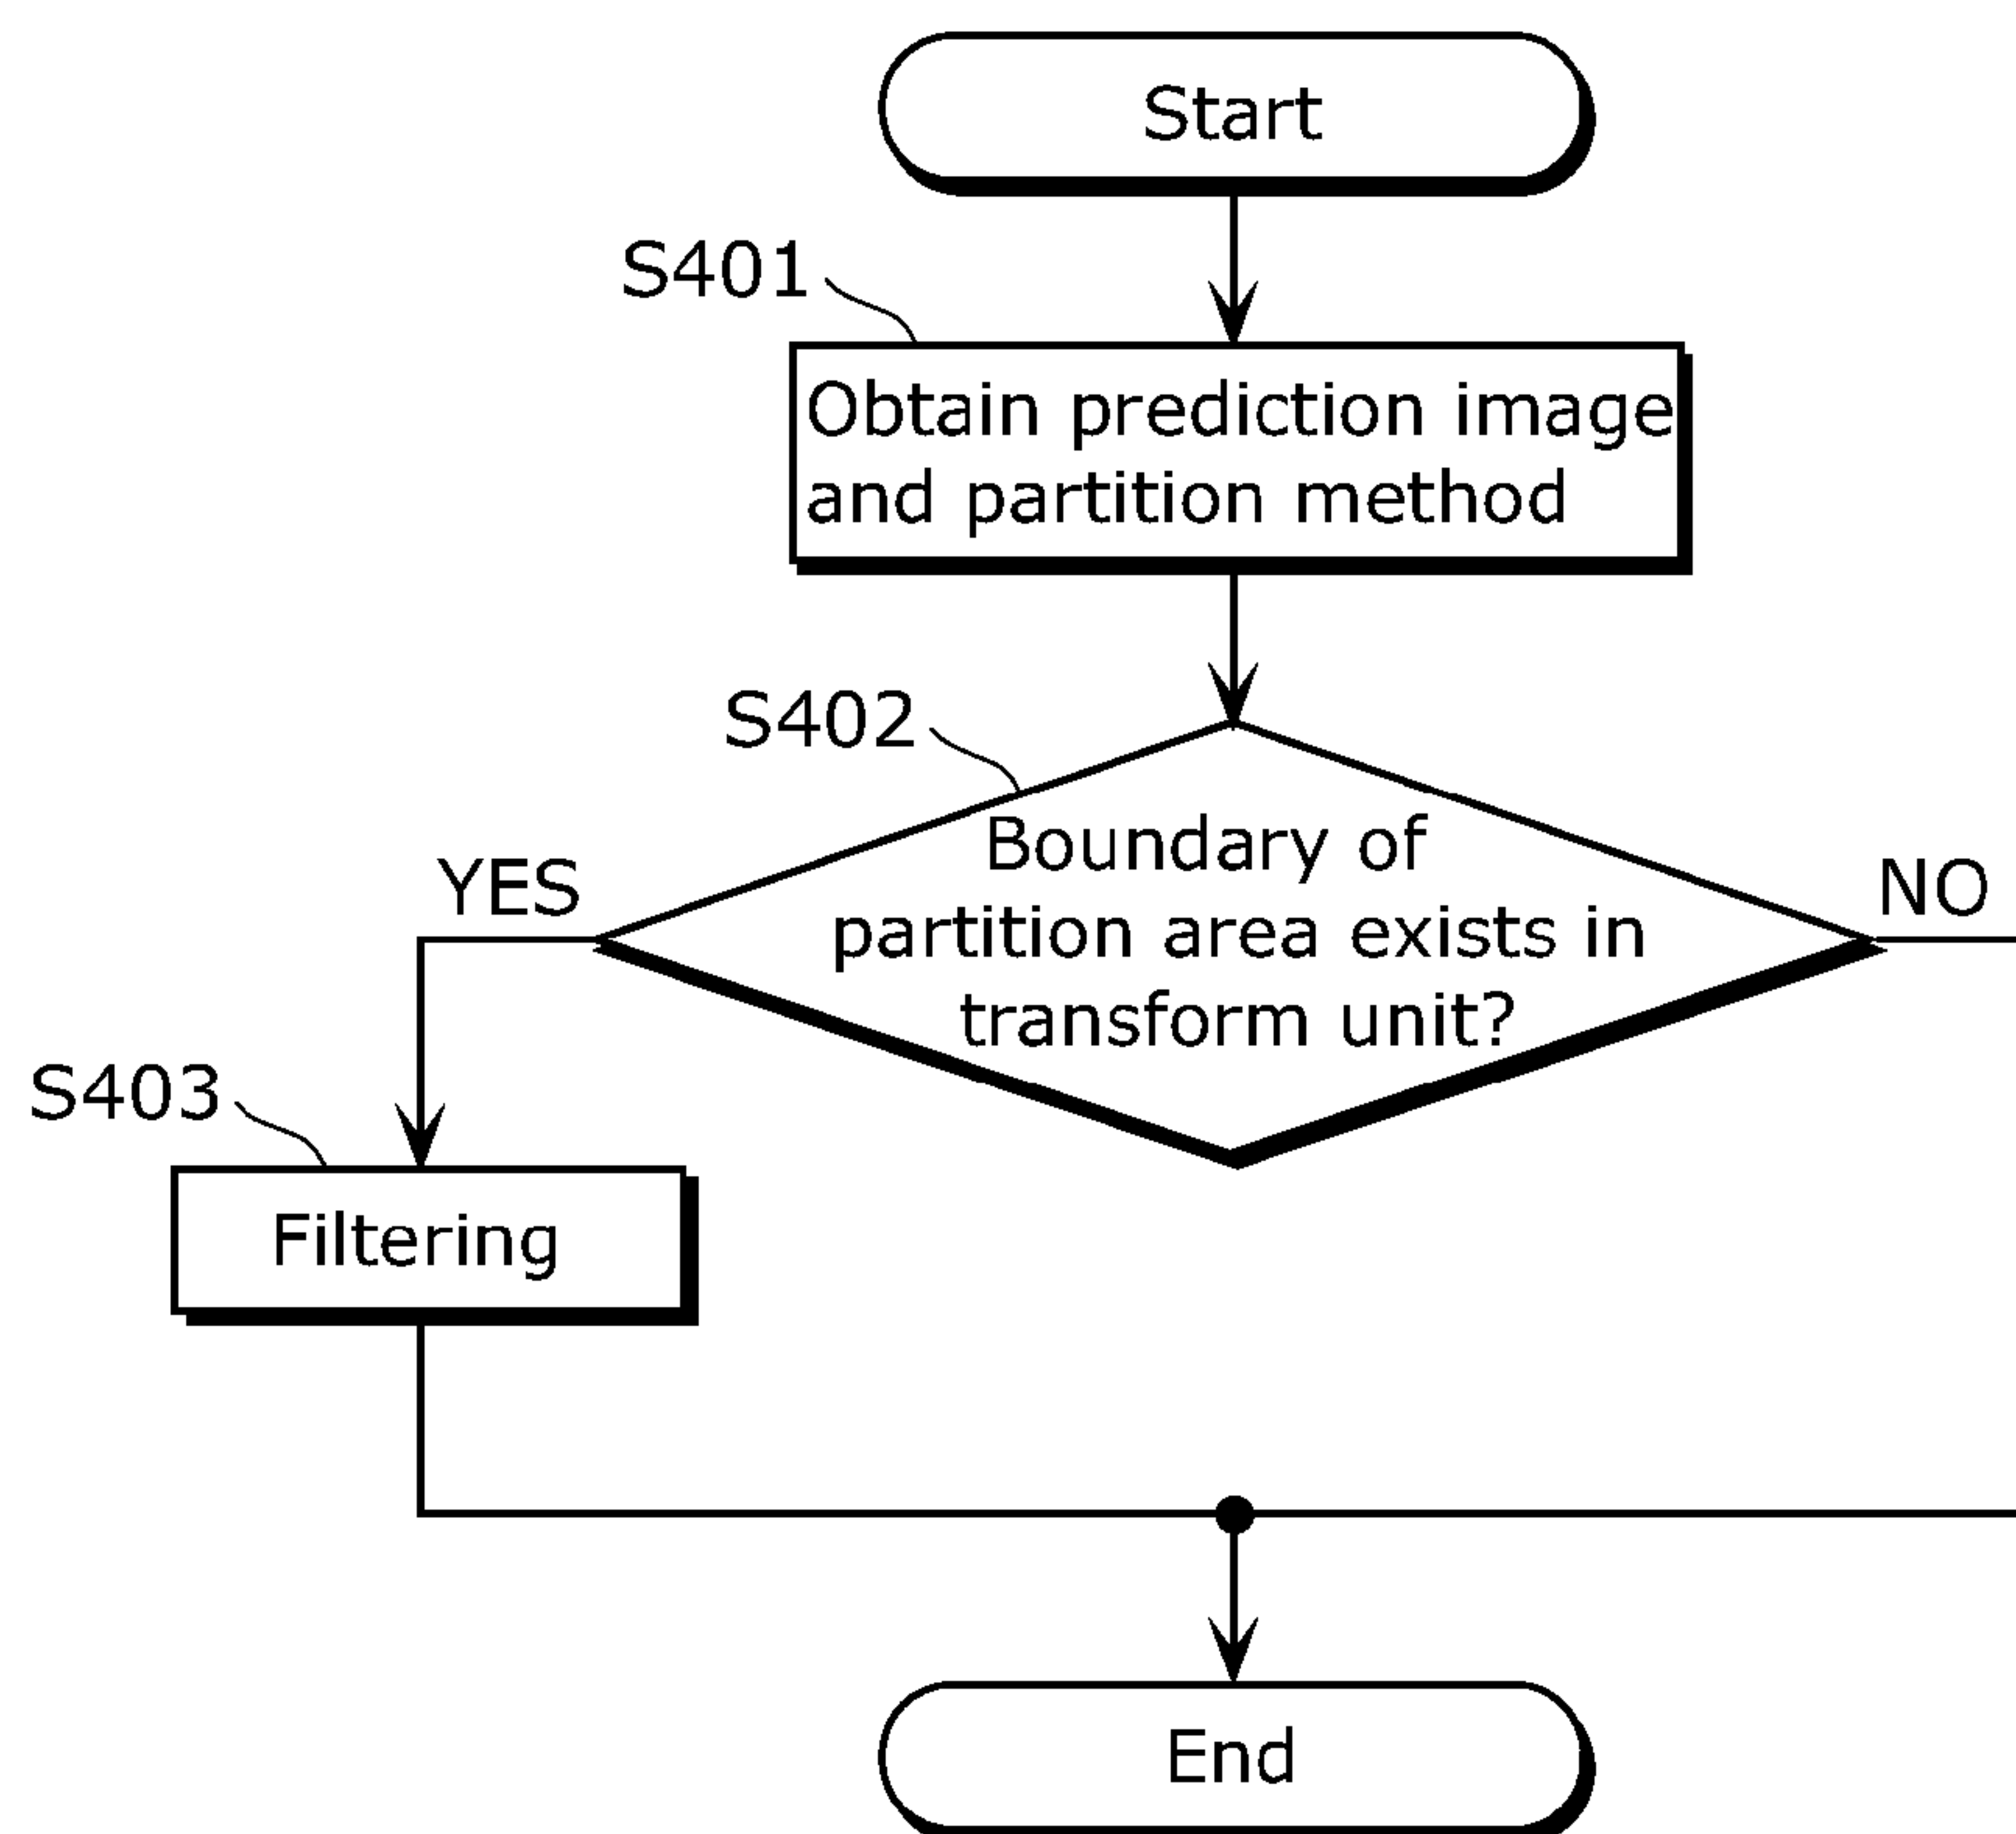 Start
S401
Obtain prediction image
and partition method
S402
Boundary of
partition area exists in
transform unit?
YES
NO
S403
Filtering
End